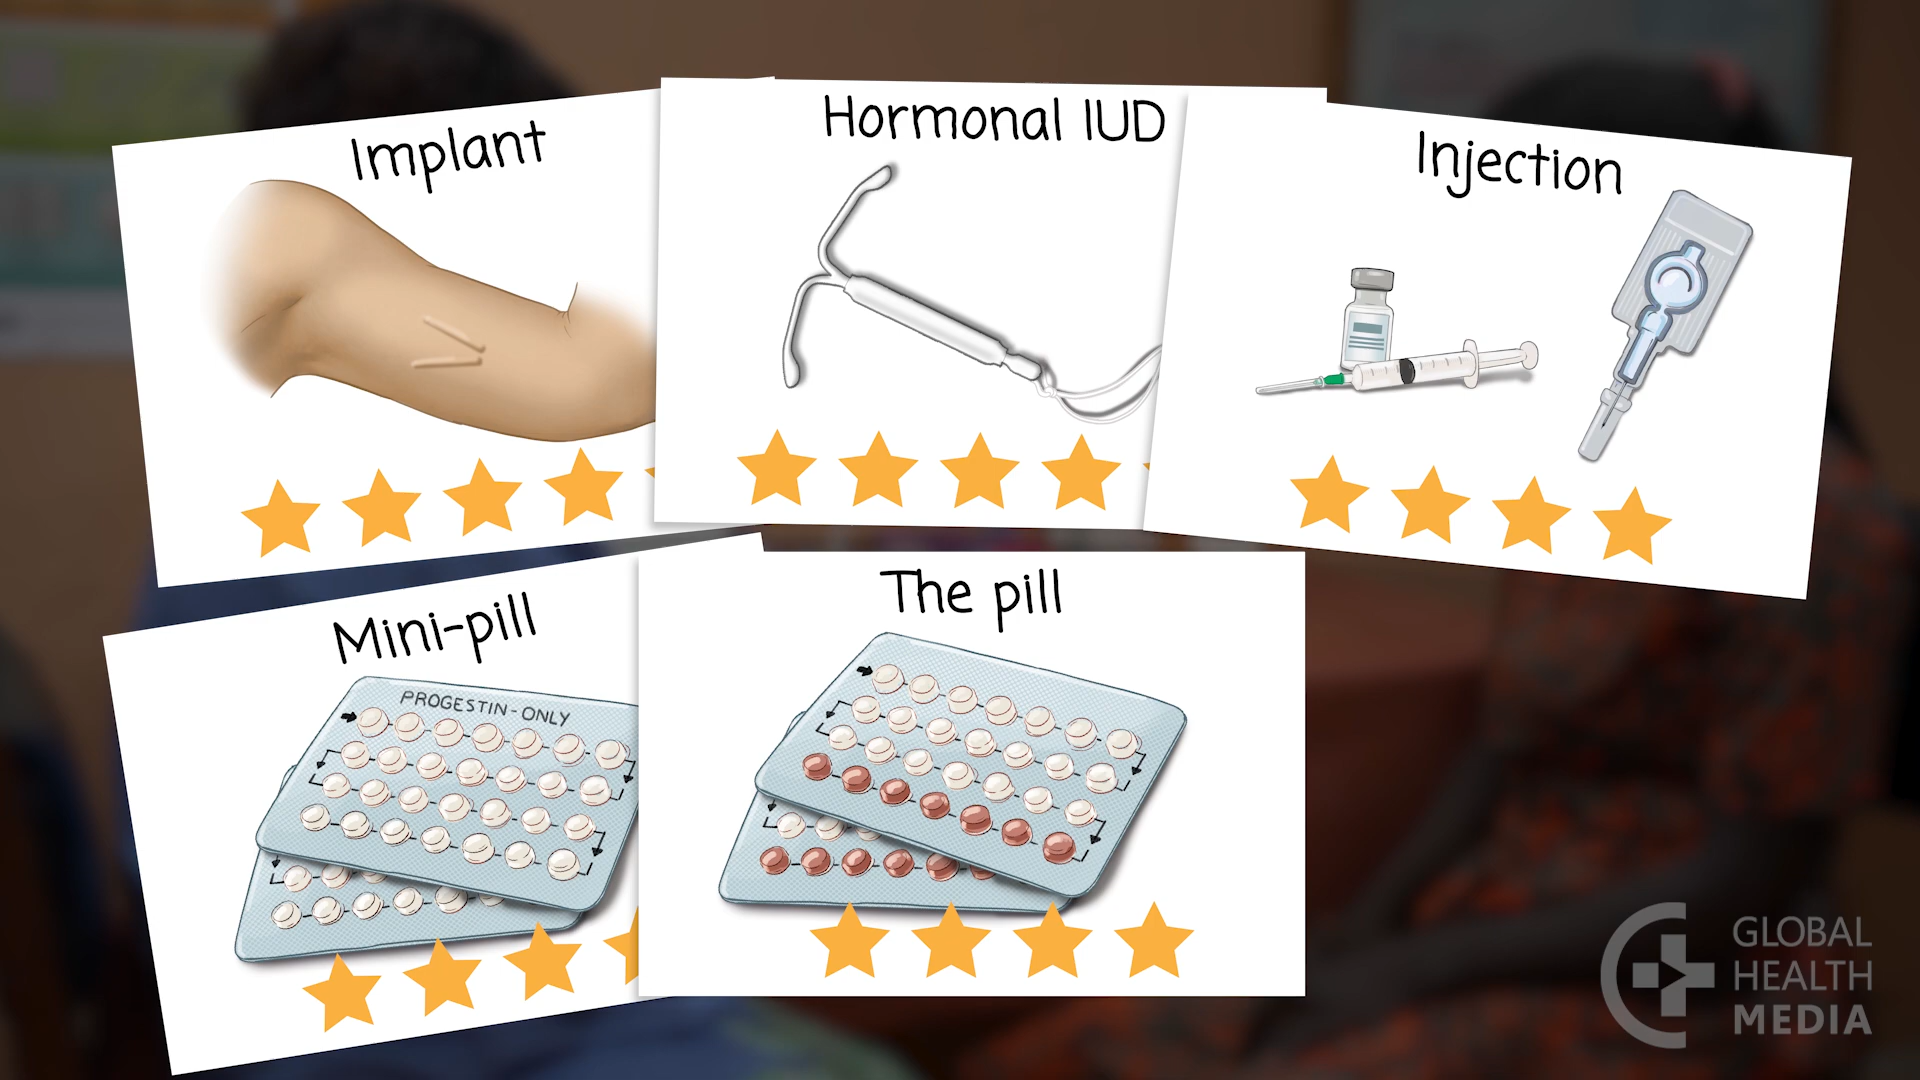 Implant
Hormonal IUD
Injection
Mini-pill
PROGESTIN-ONLY
The pill
GLOBAL
HEALTH
MEDIA